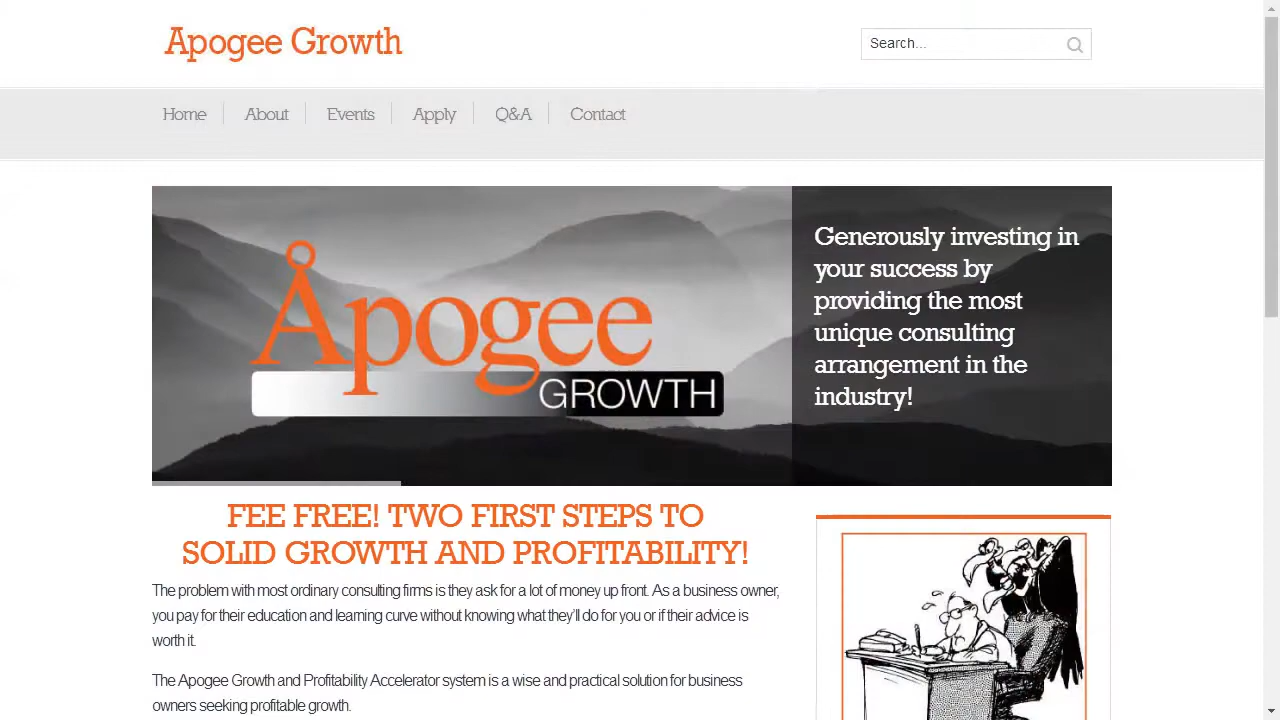 Apogee Growth
Search...
Home
About
Events
Apply
Q&A
Contact
Åpogee
GROWTH
Generously investing in
your success by
providing the most
unique consulting
arrangement in the
industry!
FEE FREE! TWO FIRST STEPS TO
SOLID GROWTH AND PROFITABILITY!
The problem with most ordinary consulting firms is they ask for a lot of money up front. As a business owner,
you pay for their education and learning curve without knowing what they'll do for you or if their advice is
worth it.
The Apogee Growth and Profitability Accelerator system is a wise and practical solution for business
owners seeking profitable growth.